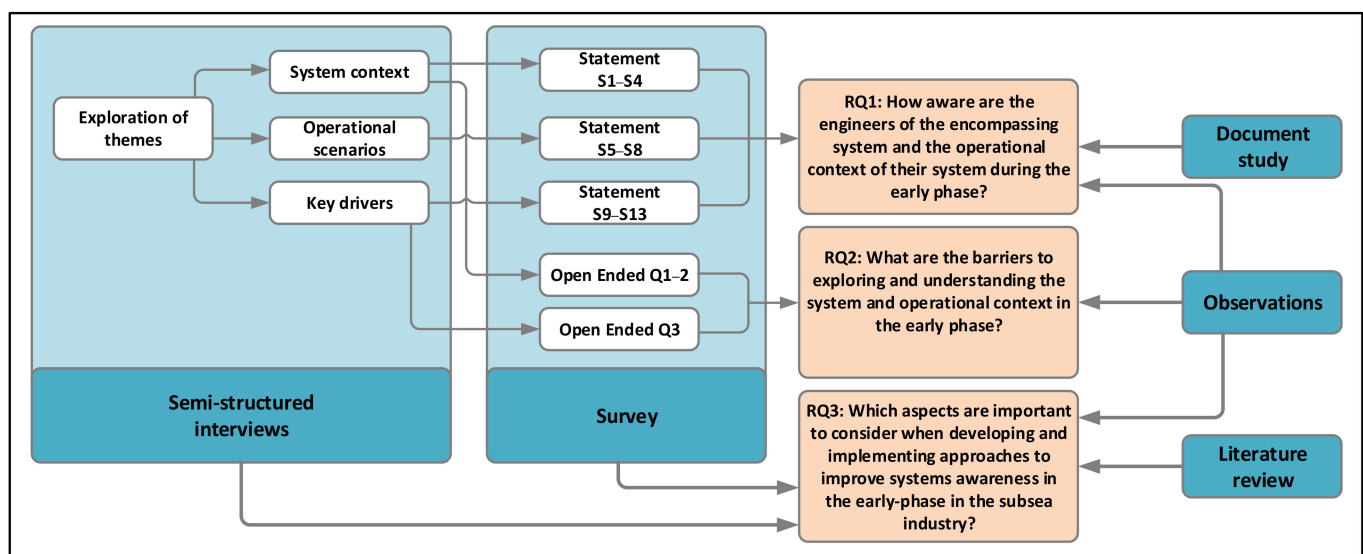 Exploration of
themes
System context
Operational
scenarios
Key drivers
Semi-structured
interviews
Statement
S1–S4
Statement
S5–S8
Statement
S9–S13
Open Ended Q1–2
Open Ended Q3
Survey
RQ1: How aware are the
engineers of the encompassing
system and the operational
context of their system during the
early phase?
RQ2: What are the barriers to
exploring and understanding the
system and operational context in
the early phase?
RQ3: Which aspects are important
to consider when developing and
implementing approaches to
improve systems awareness in
the early-phase in the subsea
industry?
Document
study
Observations
Literature
review